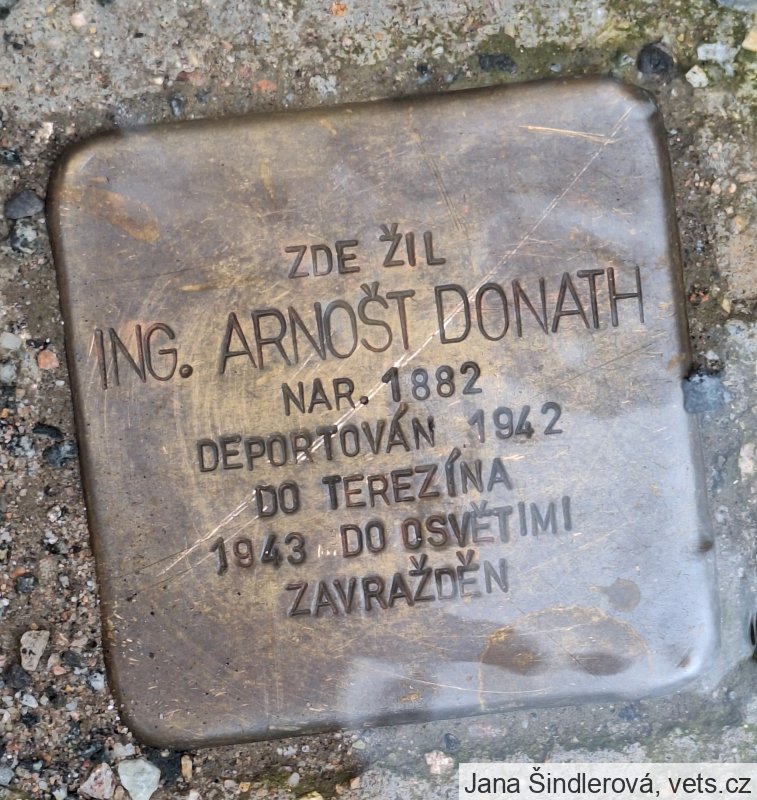 ZDE ŽIL
ING. ARNOŠT DONATH
NAR. 1882
DEPORTOVÁN 1942
DO TEREZÍNA
1943 DO OSVĚTIMI
ZAVRAŽDĚN
Jana Šindlerová, vets.cz